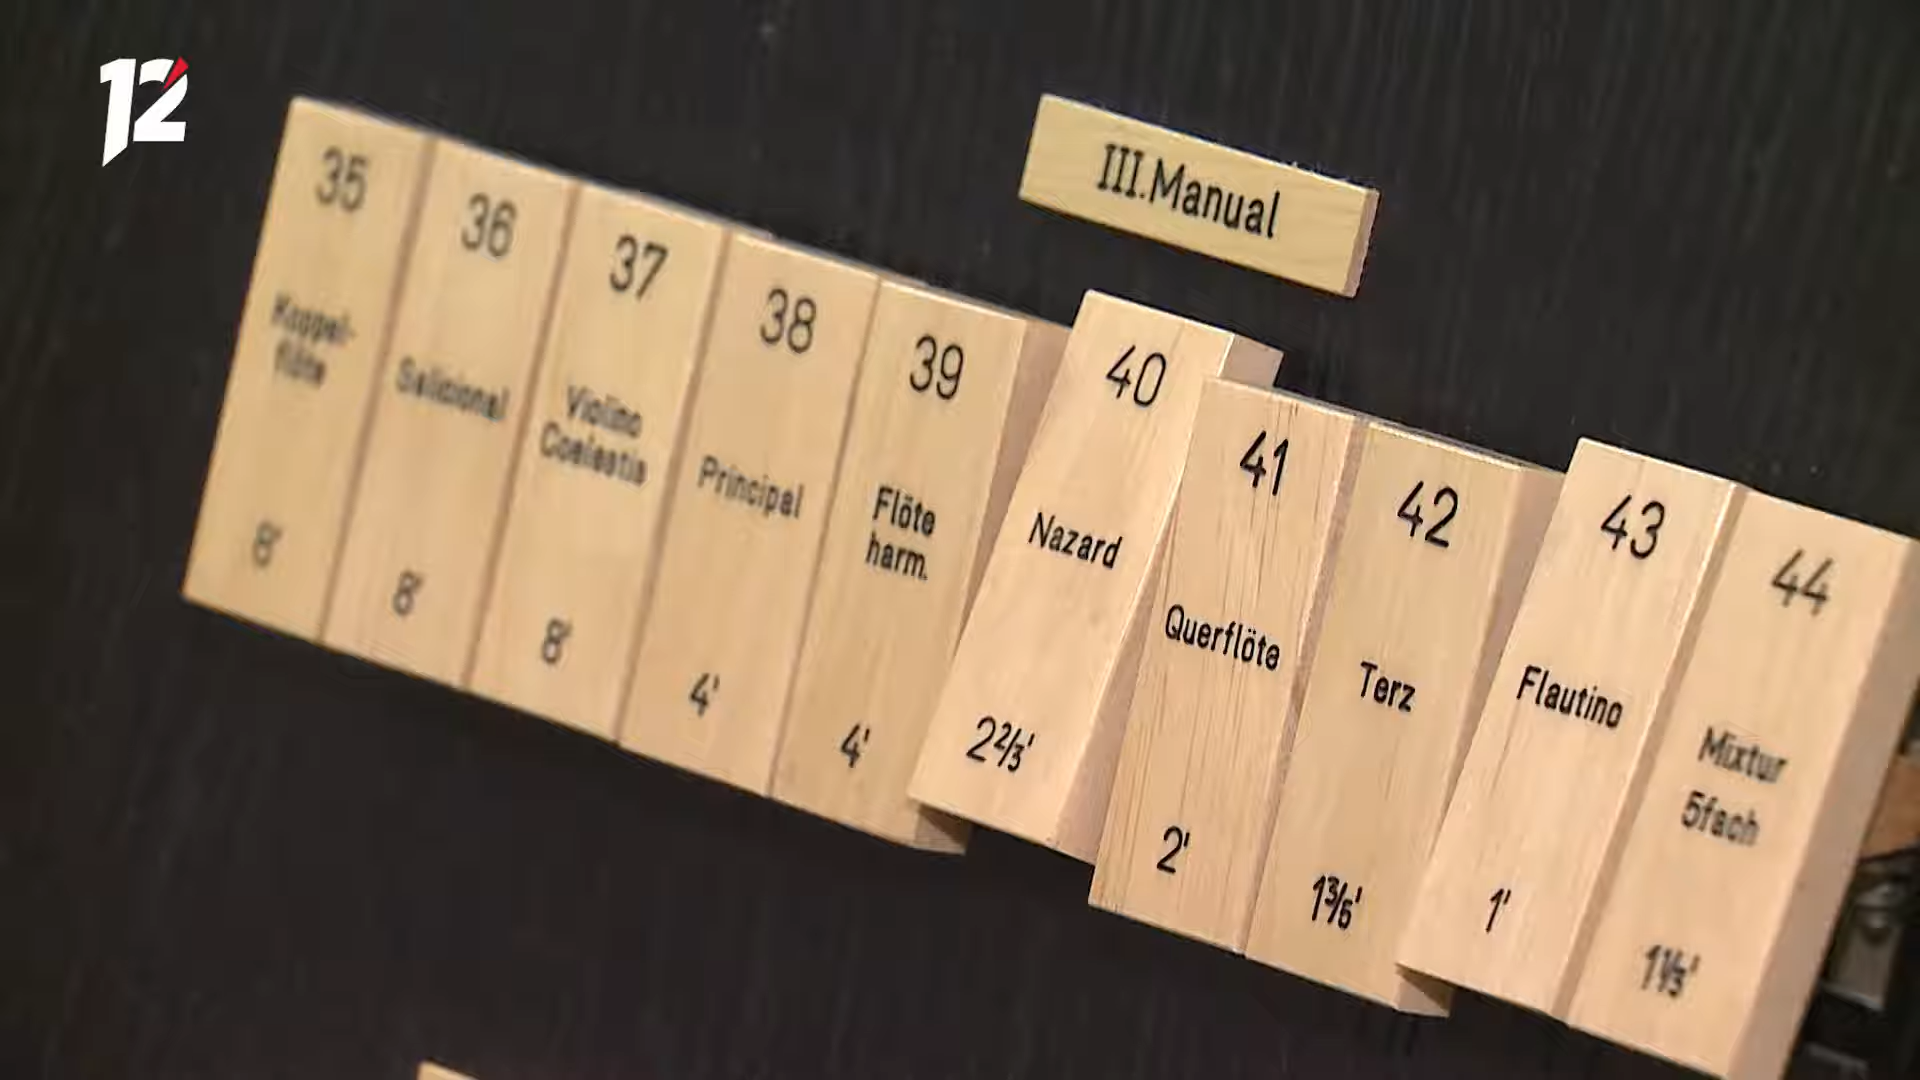 12
III.Manual
35
Koppel-
flöte
8'
36
Salicional
8'
37
Violino
Coelestis
8'
38
Principal
4'
39
Flöte
harm.
4'
40
Nazard
2⅔'
41
Querflöte
2'
42
Terz
1⅗'
43
Flautino
1'
44
Mixtur
5fach
1⅓'